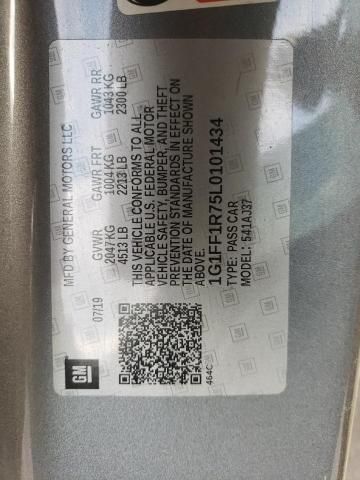 MFD BY GENERAL MOTORS LLC
07/19
GVWR GAWR FRT GAWR RR
2047 KG 1004 KG 1043 KG
4513 LB 2213 LB 2300 LB
THIS VEHICLE CONFORMS TO ALL
APPLICABLE U.S. FEDERAL MOTOR
VEHICLE SAFETY, BUMPER, AND THEFT
PREVENTION STANDARDS IN EFFECT ON
THE DATE OF MANUFACTURE SHOWN
ABOVE.
1G1FF1R75L0101434
TYPE: PASS CAR
MODEL: 541AJ37
GM
464C